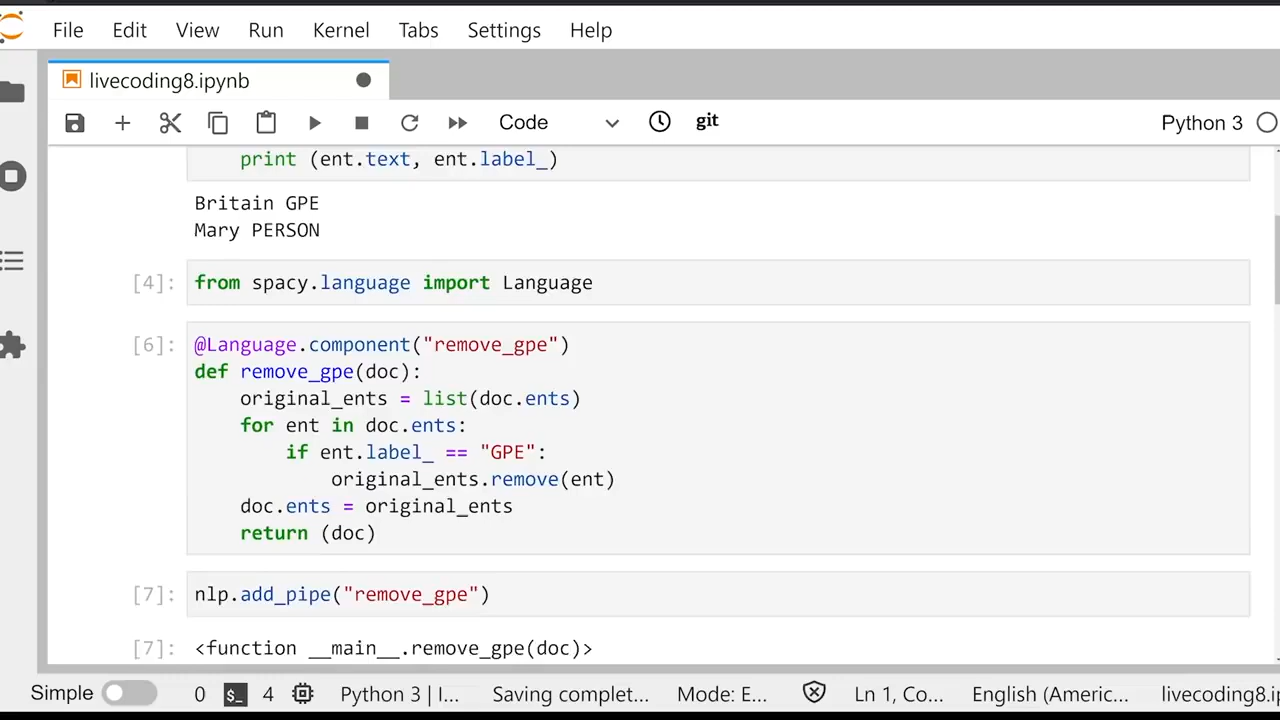 File Edit View Run Kernel Tabs Settings Help
livecoding8.ipynb
Code git Python 3
    print (ent.text, ent.label_)
Britain GPE
Mary PERSON
[4]: from spacy.language import Language
[6]: @Language.component("remove_gpe")
def remove_gpe(doc):
    original_ents = list(doc.ents)
    for ent in doc.ents:
        if ent.label_ == "GPE":
            original_ents.remove(ent)
    doc.ents = original_ents
    return (doc)
[7]: nlp.add_pipe("remove_gpe")
[7]: <function __main__.remove_gpe(doc)>
Simple 0 $_ 4 Python 3 | I... Saving complet... Mode: E... Ln 1, Co... English (Americ... livecoding8.ip